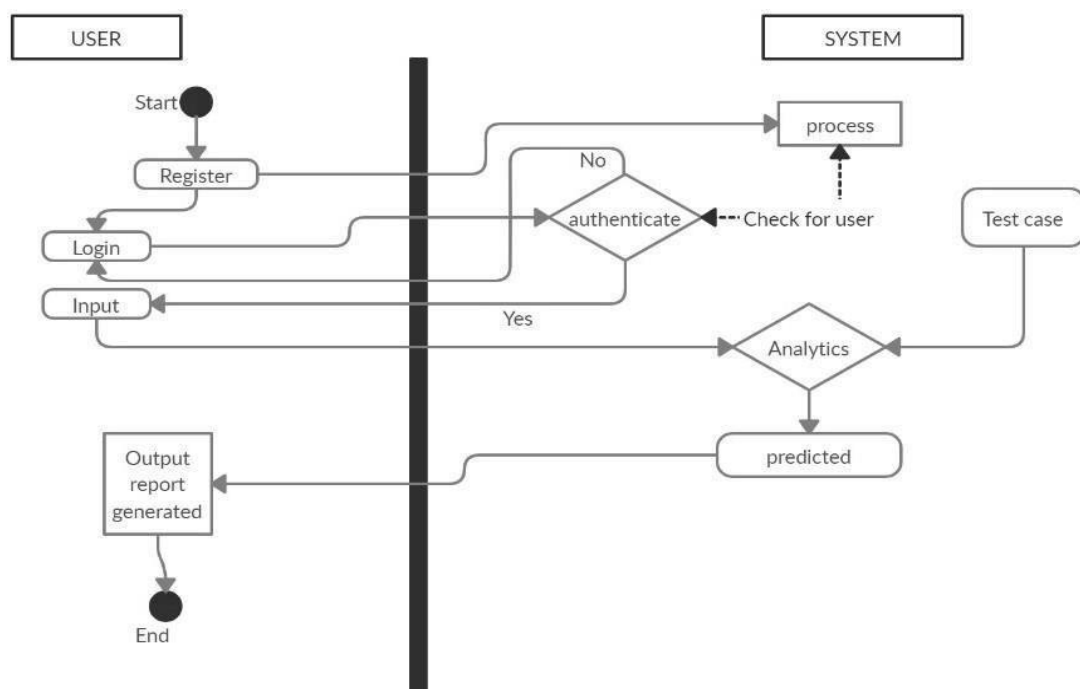 USER
SYSTEM
Start
process
No
Register
authenticate
Check for user
Test case
Login
Input
Yes
Analytics
Output
report
generated
predicted
End